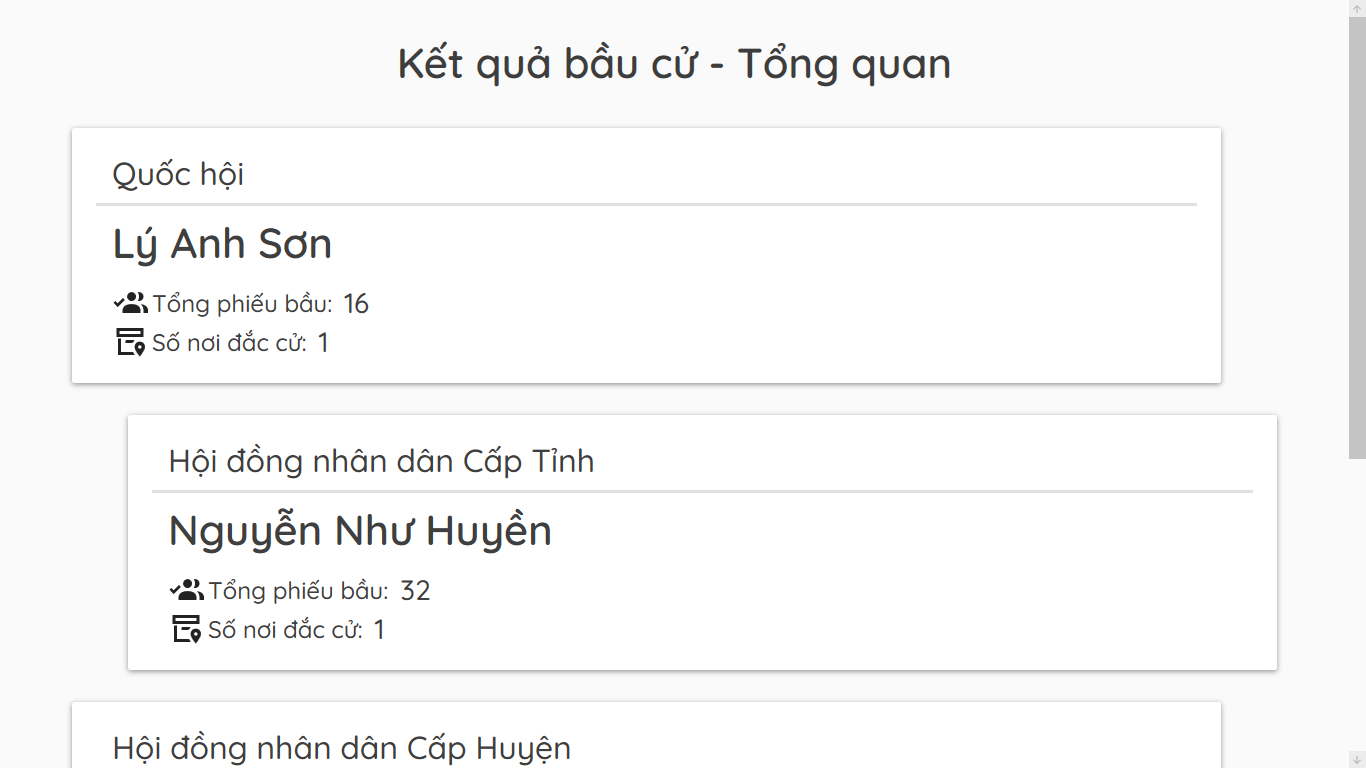 Kết quả bầu cử - Tổng quan
Quốc hội
Lý Anh Sơn
Tổng phiếu bầu: 16
Số nơi đắc cử: 1
Hội đồng nhân dân Cấp Tỉnh
Nguyễn Như Huyền
Tổng phiếu bầu: 32
Số nơi đắc cử: 1
Hội đồng nhân dân Cấp Huyện